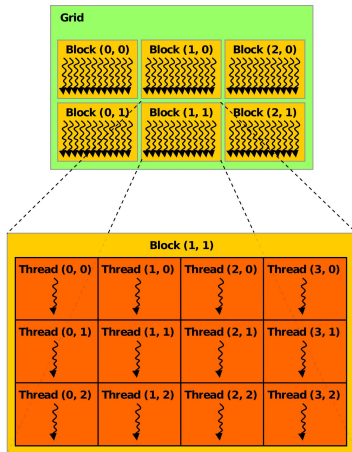 Grid
Block (0, 0) Block (1, 0) Block (2, 0)
Block (0, 1) Block (1, 1) Block (2, 1)
Block (1, 1)
Thread (0, 0) Thread (1, 0) Thread (2, 0) Thread (3, 0)
Thread (0, 1) Thread (1, 1) Thread (2, 1) Thread (3, 1)
Thread (0, 2) Thread (1, 2) Thread (2, 2) Thread (3, 2)